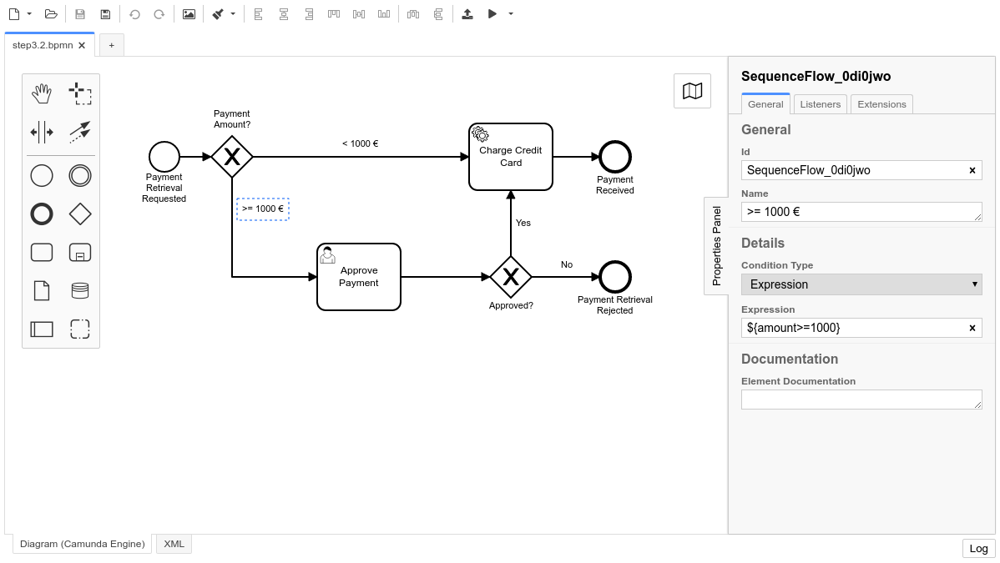 step3.2.bpmn ×
+
Payment
Amount?
< 1000 €
Charge Credit
Card
Payment
Retrieval
Requested
Payment
Received
>= 1000 €
Yes
Approve
Payment
No
Approved?
Payment Retrieval
Rejected
Properties Panel
SequenceFlow_0di0jwo
General
Listeners
Extensions
General
Id
SequenceFlow_0di0jwo ×
Name
>= 1000 €
Details
Condition Type
Expression
Expression
${amount>=1000} ×
Documentation
Element Documentation
Diagram (Camunda Engine)
XML
Log